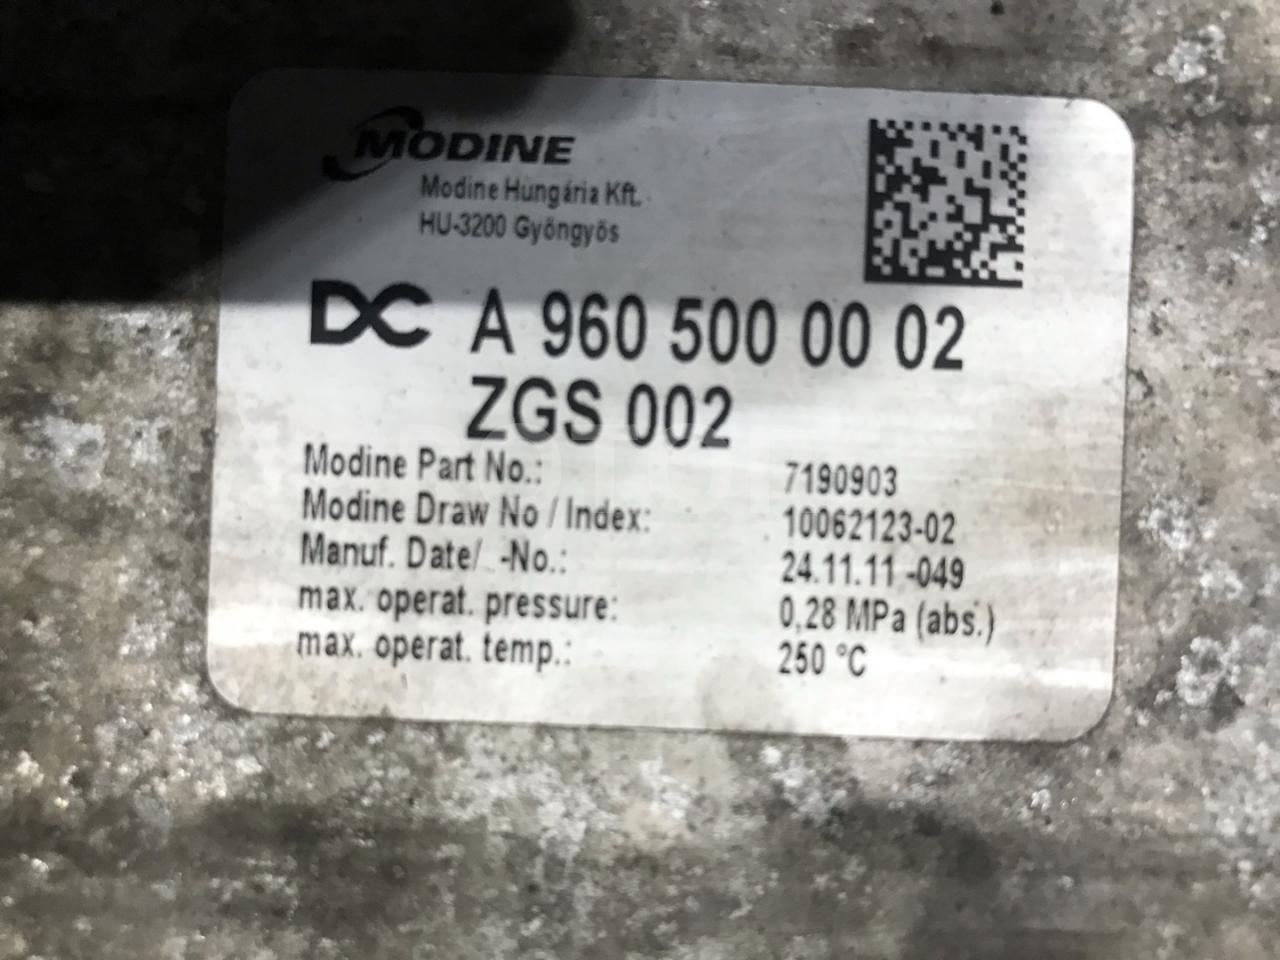 MODINE
Modine Hungária Kft.
HU-3200 Gyöngyös
DC A 960 500 00 02
ZGS 002
Modine Part No.: 7190903
Modine Draw No / Index: 10062123-02
Manuf. Date/ -No.: 24.11.11 -049
max. operat. pressure: 0,28 MPa (abs.)
max. operat. temp.: 250 °C